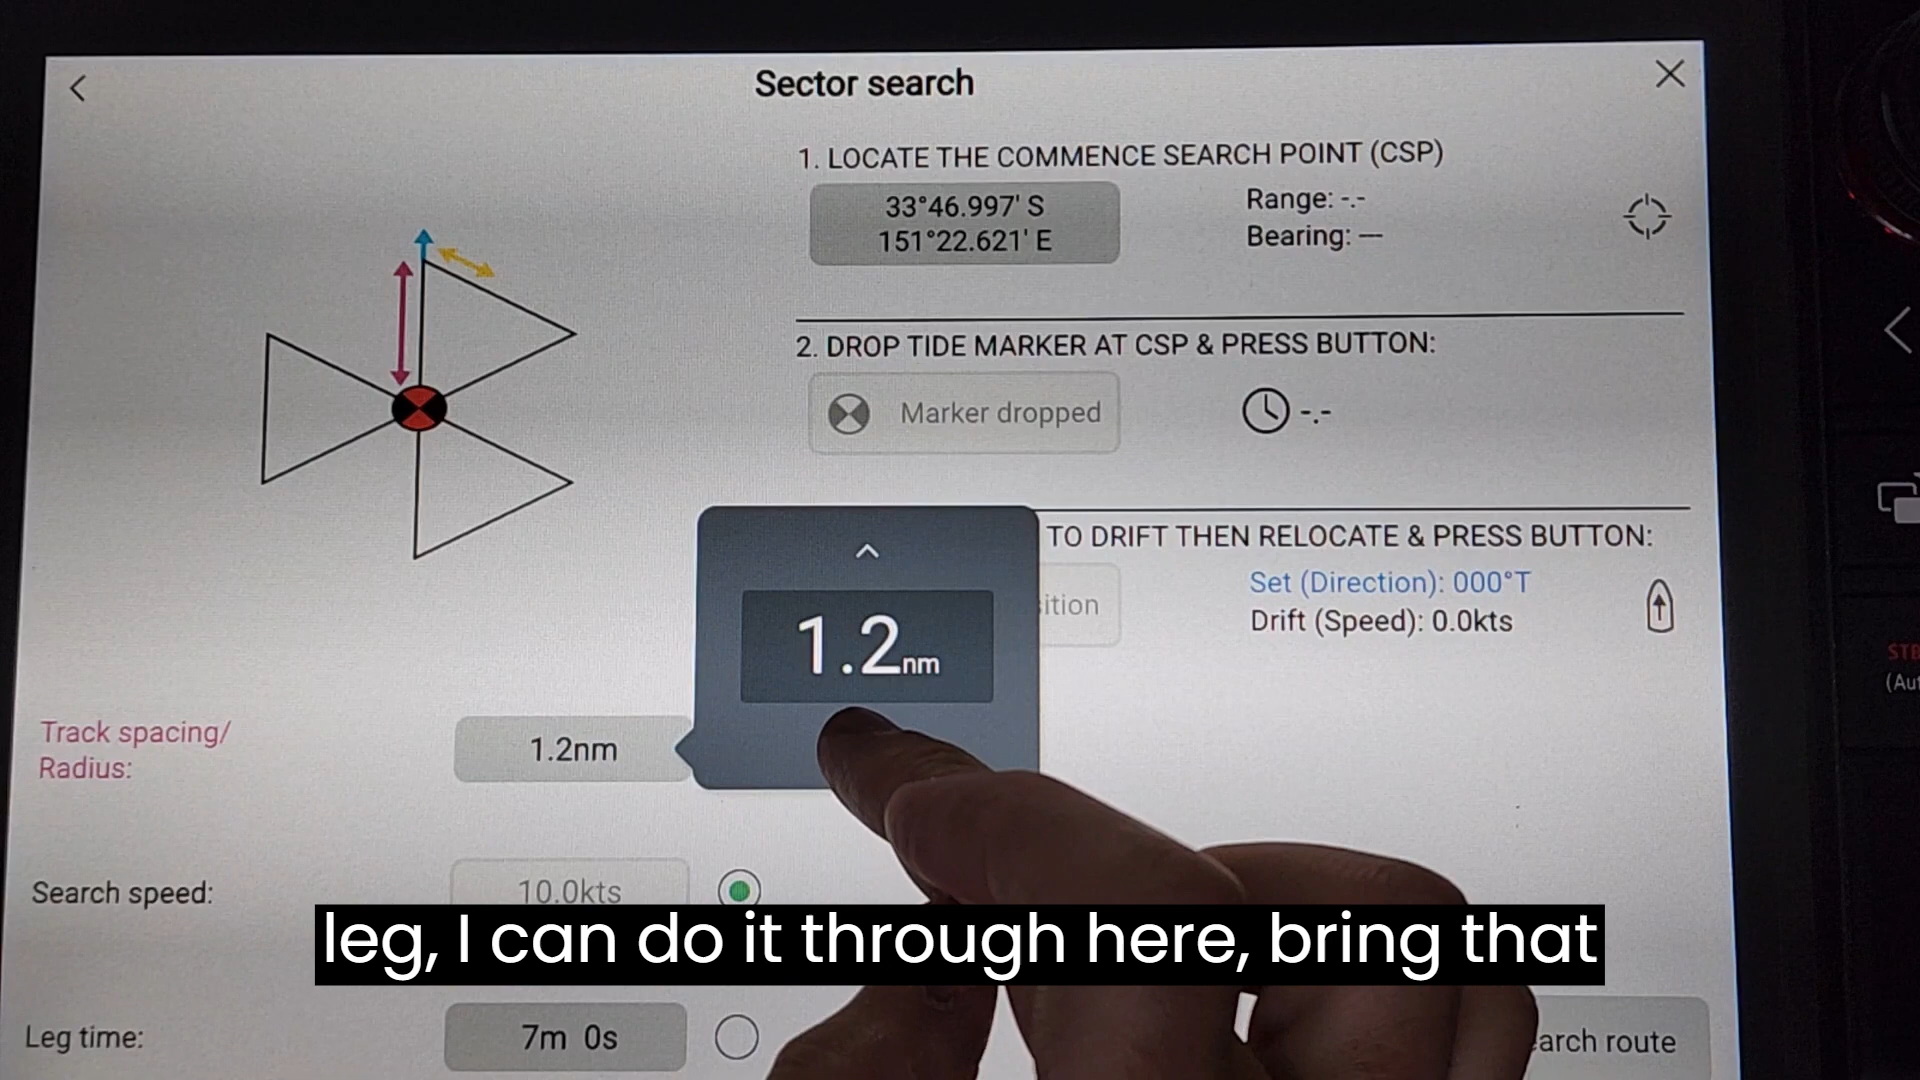 Sector search
1. LOCATE THE COMMENCE SEARCH POINT (CSP)
33°46.997' S
151°22.621' E
Range: -.-
Bearing: —
2. DROP TIDE MARKER AT CSP & PRESS BUTTON:
Marker dropped
-.-
TO DRIFT THEN RELOCATE & PRESS BUTTON:
ition
Set (Direction): 000°T
Drift (Speed): 0.0kts
1.2nm
Track spacing/
Radius:
1.2nm
Search speed:
10.0kts
leg, I can do it through here, bring that
Leg time:
7m 0s
arch route
STB
(Aut